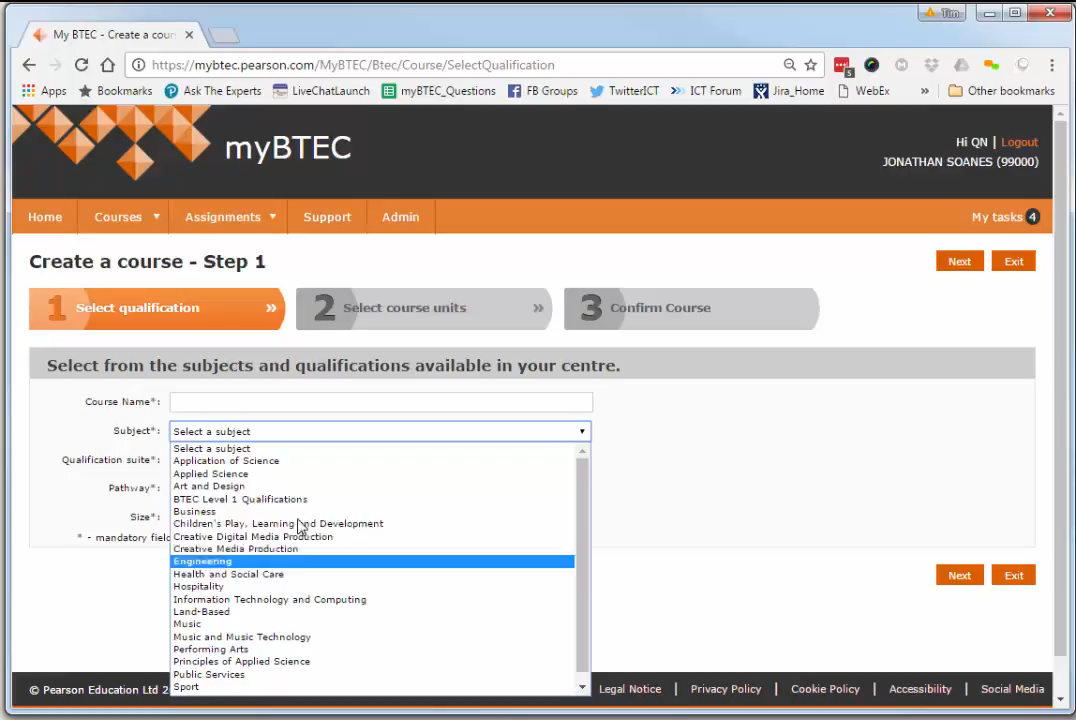 Tim
My BTEC - Create a cour
https://mybtec.pearson.com/MyBTEC/Btec/Course/SelectQualification
5
Apps
Bookmarks
Ask The Experts
LiveChatLaunch
myBTEC_Questions
FB Groups
TwitterICT
ICT Forum
Jira_Home
WebEx
»
Other bookmarks
myBTEC
Hi QN | Logout
JONATHAN SOANES (99000)
Home
Courses
Assignments
Support
Admin
My tasks 4
Create a course - Step 1
Next
Exit
1 Select qualification »
2 Select course units »
3 Confirm Course
Select from the subjects and qualifications available in your centre.
Course Name*:
Subject*: Select a subject
Select a subject
Application of Science
Applied Science
Art and Design
BTEC Level 1 Qualifications
Business
Children's Play, Learning and Development
Creative Digital Media Production
Creative Media Production
Engineering
Health and Social Care
Hospitality
Information Technology and Computing
Land-Based
Music
Music and Music Technology
Performing Arts
Principles of Applied Science
Public Services
Sport
Qualification suite*:
Pathway*:
Size*:
* - mandatory field
Next
Exit
© Pearson Education Ltd 2
Legal Notice | Privacy Policy | Cookie Policy | Accessibility | Social Media